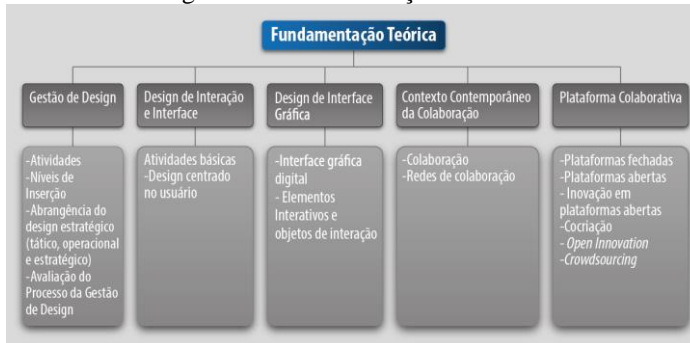 Fundamentação Teórica
Gestão de Design
-Atividades
-Níveis de
Inserção
-Abrangência do
design estratégico
(tático, operacional
e estratégico)
-Avaliação do
Processo da Gestão
de Design
Design de Interação
e Interface
Atividades básicas
-Design centrado
no usuário
Design de Interface
Gráfica
-Interface gráfica
digital
- Elementos
Interativos e
objetos de interação
Contexto Contemporâneo
da Colaboração
-Colaboração
-Redes de colaboração
Plataforma Colaborativa
-Plataformas fechadas
-Plataformas abertas
- Inovação em
plataformas abertas
-Cocriação
- Open Innovation
-Crowdsourcing